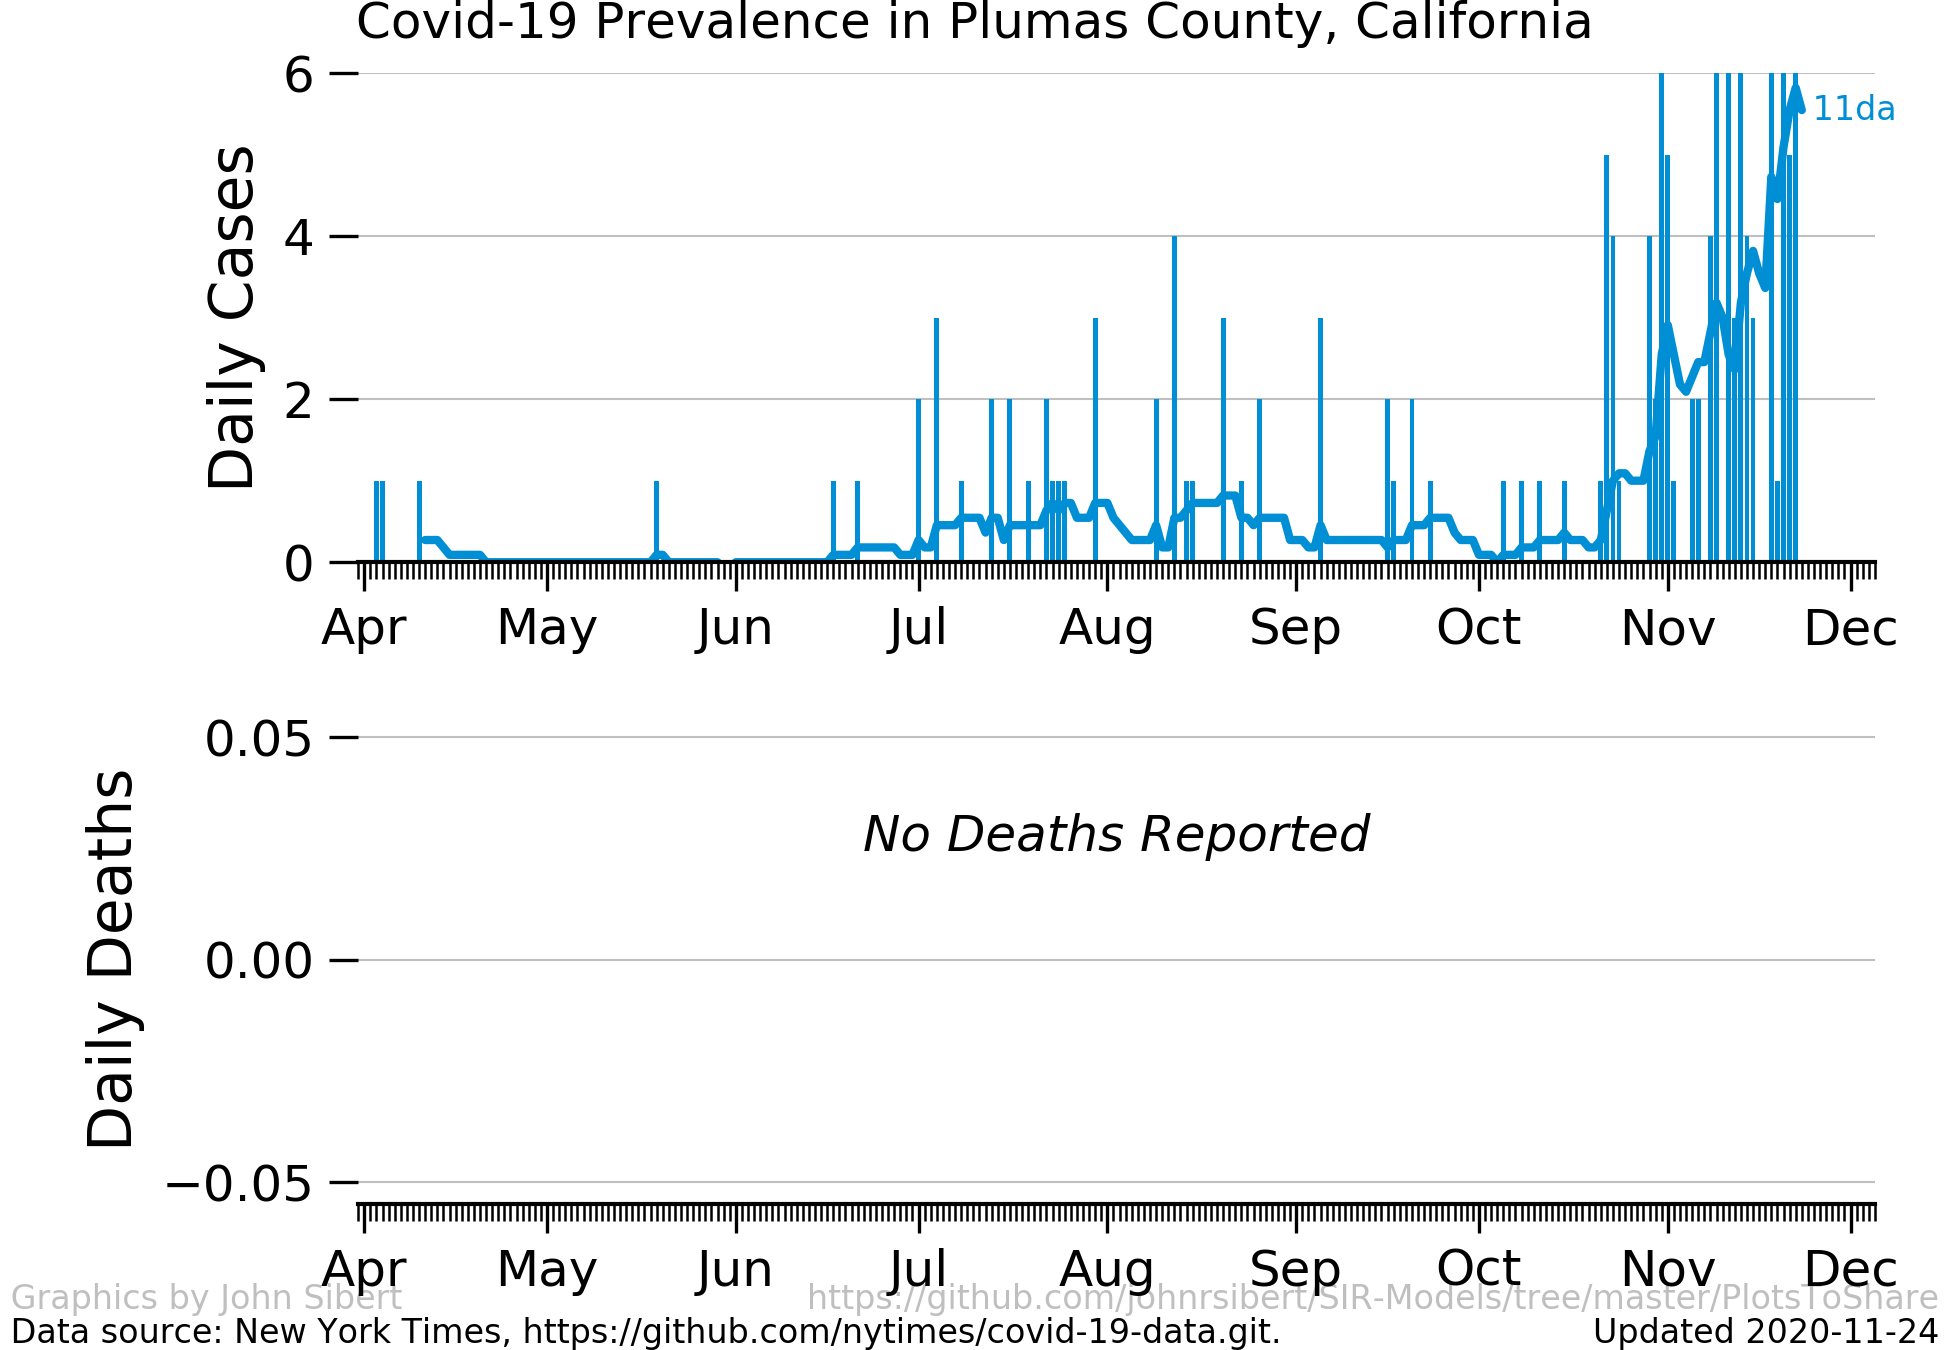 Covid-19 Prevalence in Plumas County, California
6
11da
4
2
0
Daily Cases
Apr May Jun Jul Aug Sep Oct Nov Dec
0.05
No Deaths Reported
0.00
−0.05
Daily Deaths
Apr May Jun Jul Aug Sep Oct Nov Dec
Graphics by John Sibert https://github.com/johnrsibert/SIR-Models/tree/master/PlotsToShare
Data source: New York Times, https://github.com/nytimes/covid-19-data.git. Updated 2020-11-24